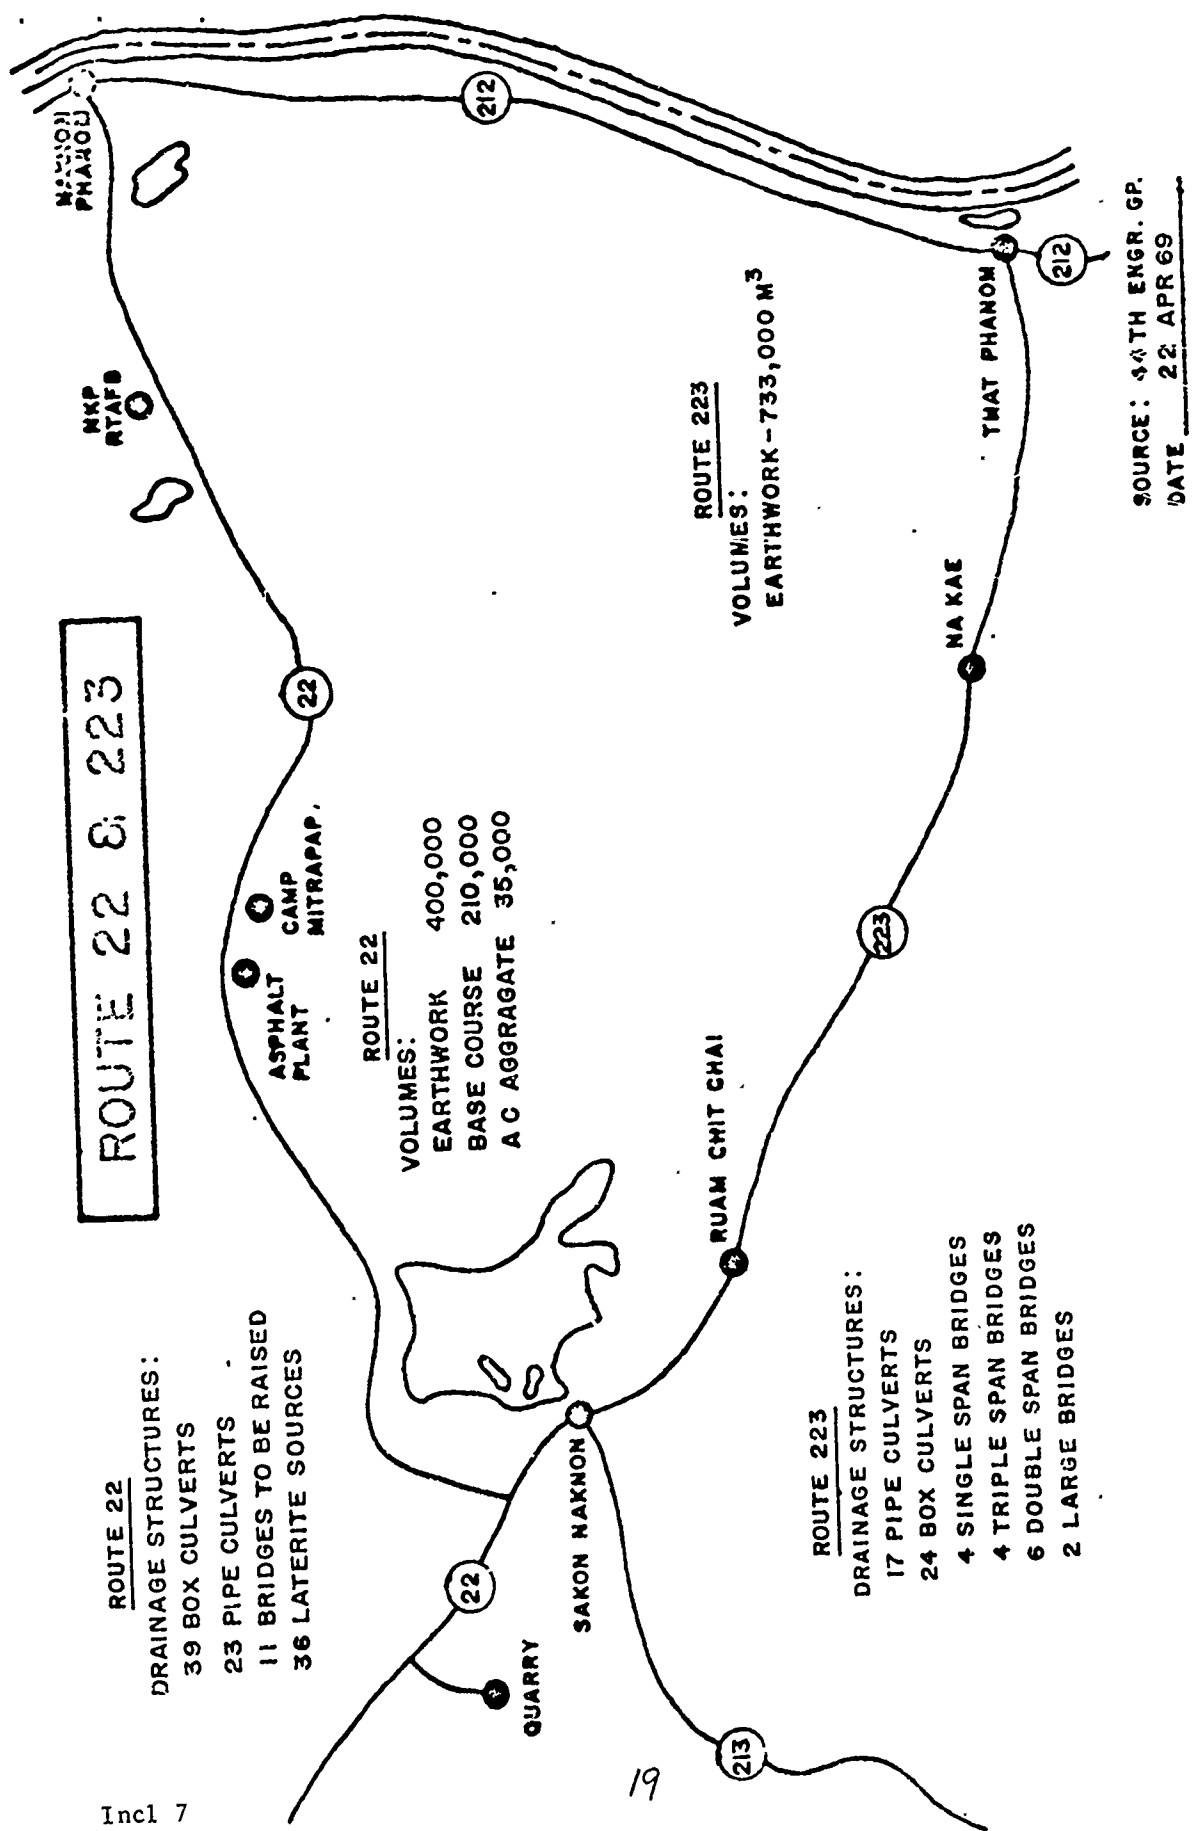 ROUTE 22 & 223
NAKHON
PHANOM
212
NKP
RTAFB
22
CAMP
MITRAPAP.
ASPHALT
PLANT
ROUTE 22
VOLUMES:
EARTHWORK 400,000
BASE COURSE 210,000
A C AGGRAGATE 35,000
ROUTE 223
VOLUMES:
EARTHWORK-733,000 M³
THAT PHANOM
212
NA KAE
223
RUAM CHIT CHAI
ROUTE 22
DRAINAGE STRUCTURES:
39 BOX CULVERTS
23 PIPE CULVERTS
11 BRIDGES TO BE RAISED
36 LATERITE SOURCES
22
SAKON NAKNON
QUARRY
213
ROUTE 223
DRAINAGE STRUCTURES:
17 PIPE CULVERTS
24 BOX CULVERTS
4 SINGLE SPAN BRIDGES
4 TRIPLE SPAN BRIDGES
6 DOUBLE SPAN BRIDGES
2 LARGE BRIDGES
SOURCE: 44TH ENGR. GP.
DATE 22 APR 69
Incl 7
19